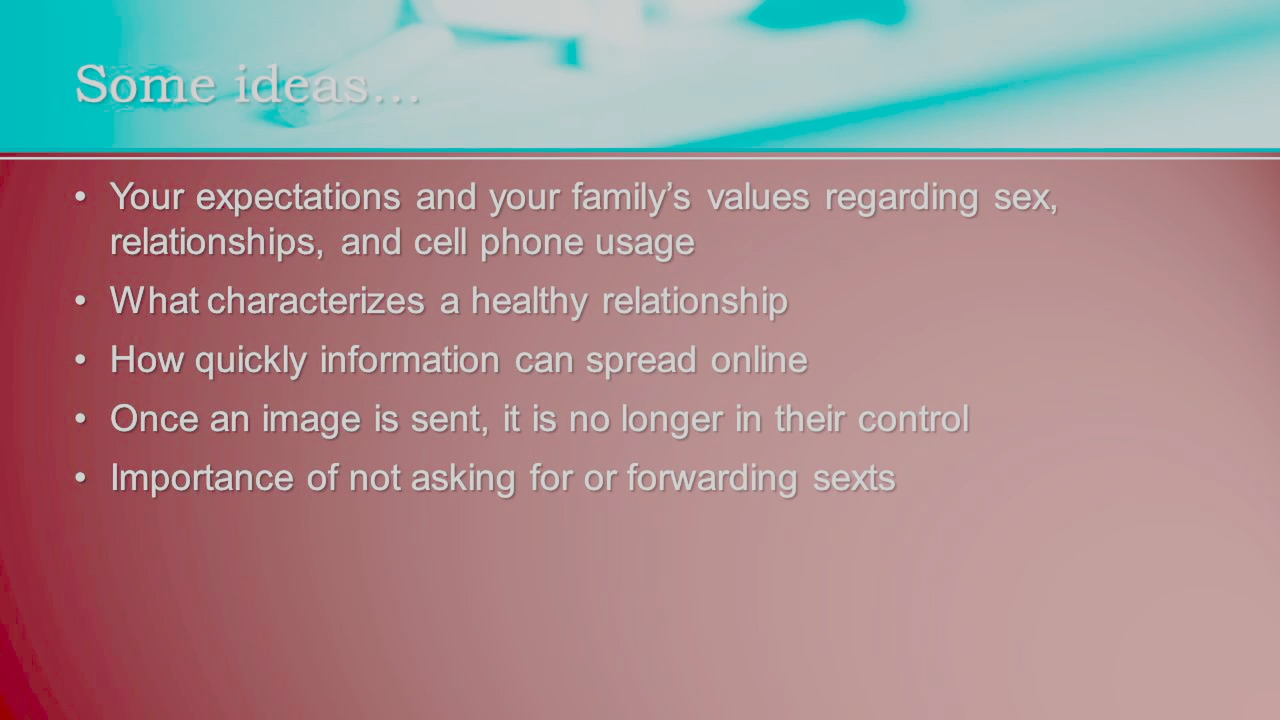 Some ideas…
• Your expectations and your family’s values regarding sex,
relationships, and cell phone usage
• What characterizes a healthy relationship
• How quickly information can spread online
• Once an image is sent, it is no longer in their control
• Importance of not asking for or forwarding sexts